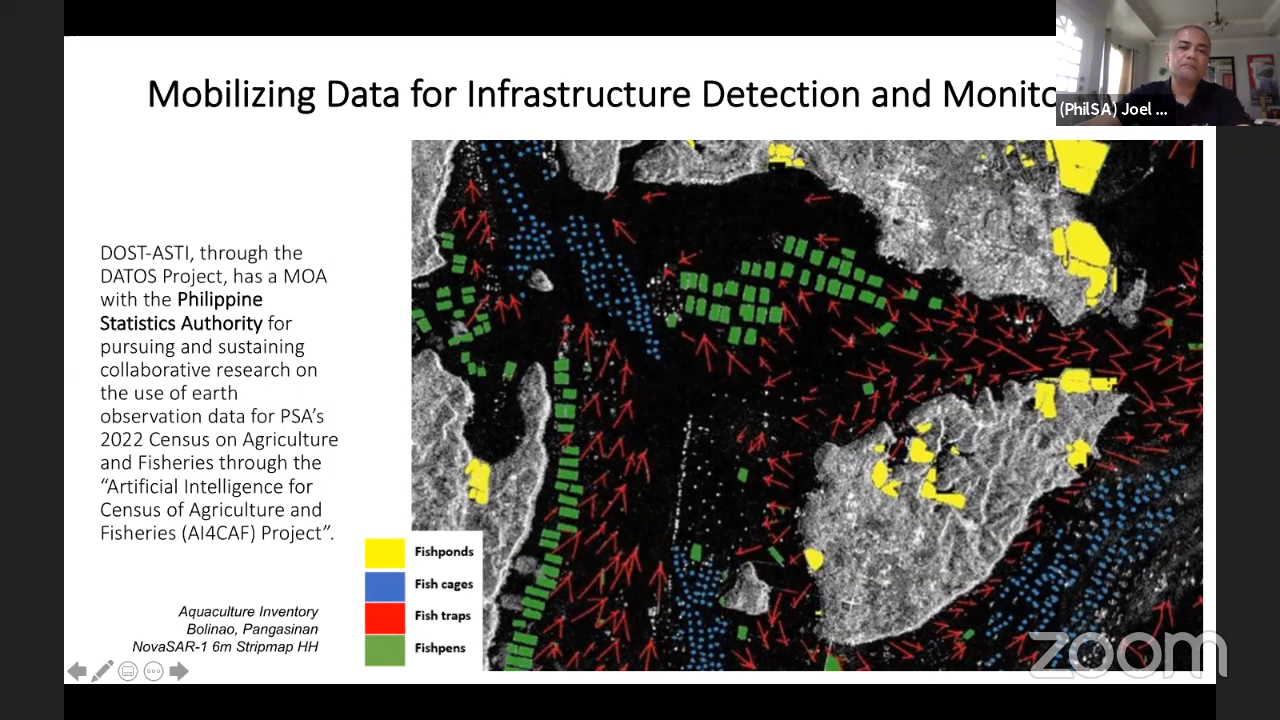 Mobilizing Data for Infrastructure Detection and Monito
(PhilSA) Joel ...
DOST-ASTI, through the
DATOS Project, has a MOA
with the Philippine
Statistics Authority for
pursuing and sustaining
collaborative research on
the use of earth
observation data for PSA's
2022 Census on Agriculture
and Fisheries through the
“Artificial Intelligence for
Census of Agriculture and
Fisheries (AI4CAF) Project”.
Fishponds
Fish cages
Fish traps
Fishpens
Aquaculture Inventory
Bolinao, Pangasinan
NovaSAR-1 6m Stripmap HH
zoom